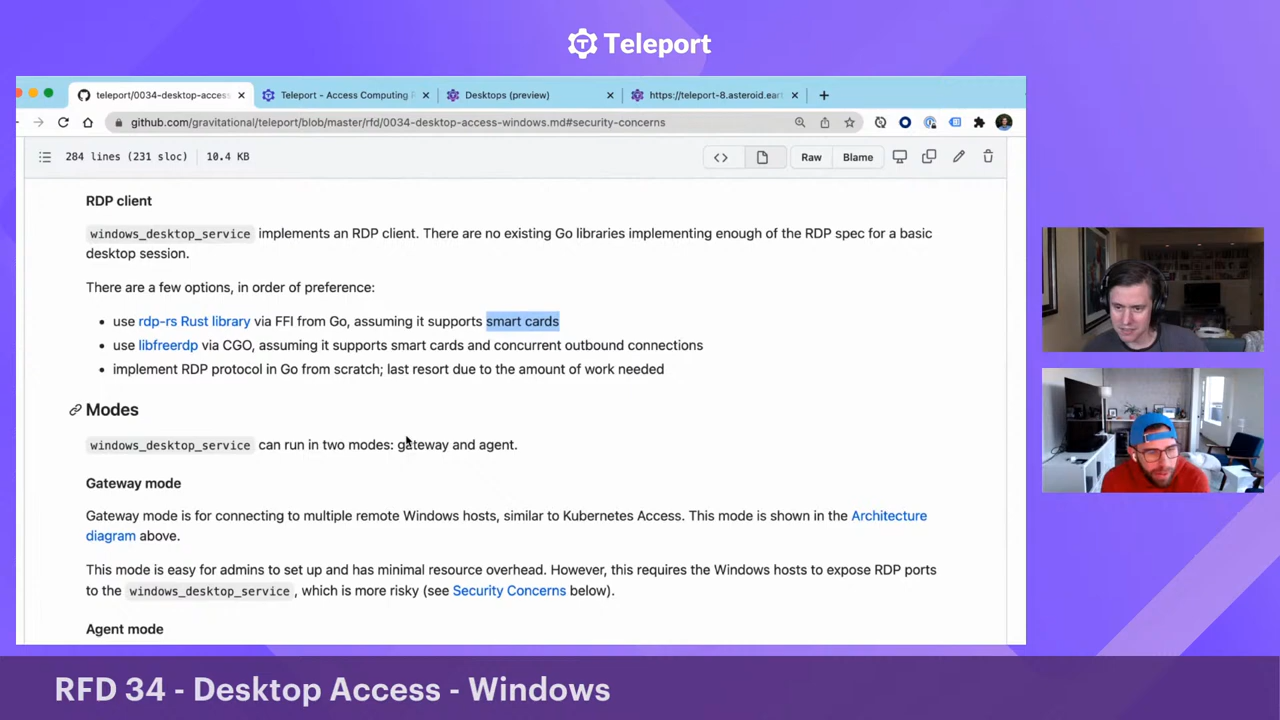 Teleport
teleport/0034-desktop-access
Teleport - Access Computing
Desktops (preview)
https://teleport-8.asteroid.eart
github.com/gravitational/teleport/blob/master/rfd/0034-desktop-access-windows.md#security-concerns
284 lines (231 sloc) 10.4 KB
Raw
Blame
RDP client
windows_desktop_service implements an RDP client. There are no existing Go libraries implementing enough of the RDP spec for a basic
desktop session.
There are a few options, in order of preference:
• use rdp-rs Rust library via FFI from Go, assuming it supports smart cards
• use libfreerdp via CGO, assuming it supports smart cards and concurrent outbound connections
• implement RDP protocol in Go from scratch; last resort due to the amount of work needed
Modes
windows_desktop_service can run in two modes: gateway and agent.
Gateway mode
Gateway mode is for connecting to multiple remote Windows hosts, similar to Kubernetes Access. This mode is shown in the Architecture
diagram above.
This mode is easy for admins to set up and has minimal resource overhead. However, this requires the Windows hosts to expose RDP ports
to the windows_desktop_service , which is more risky (see Security Concerns below).
Agent mode
RFD 34 - Desktop Access - Windows